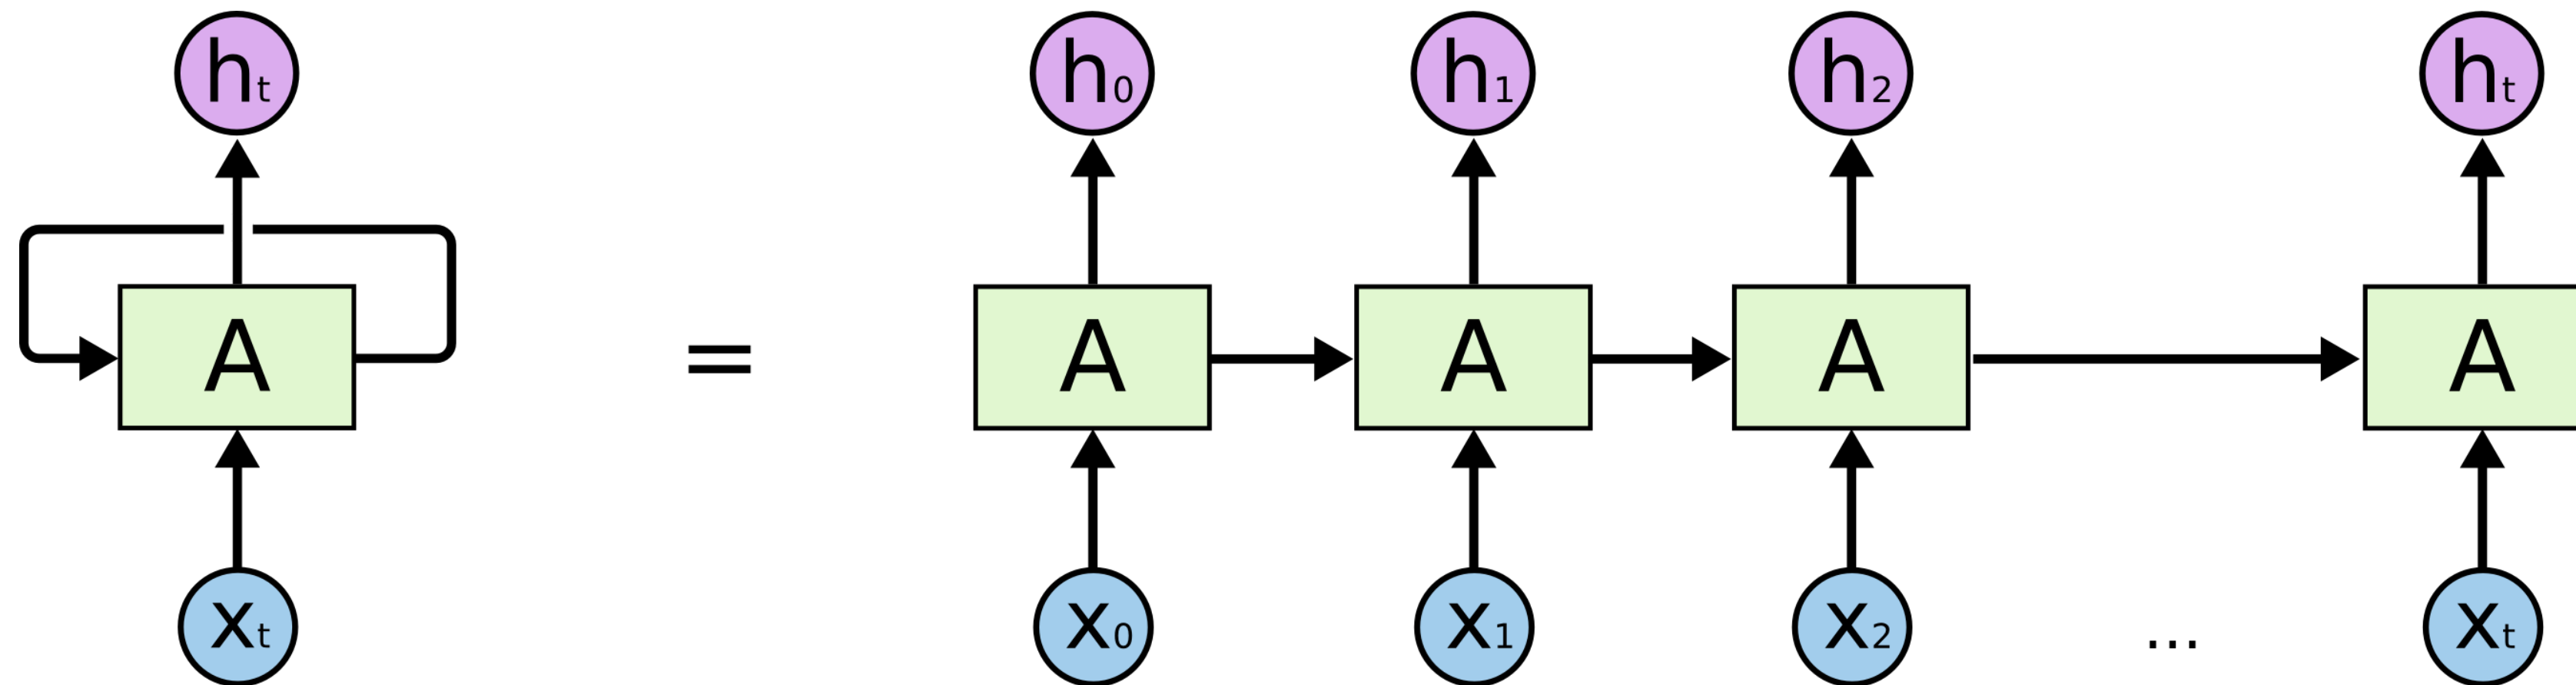 ht h0 h1 h2 ht
A = A A A A
xt x0 x1 x2 ... xt